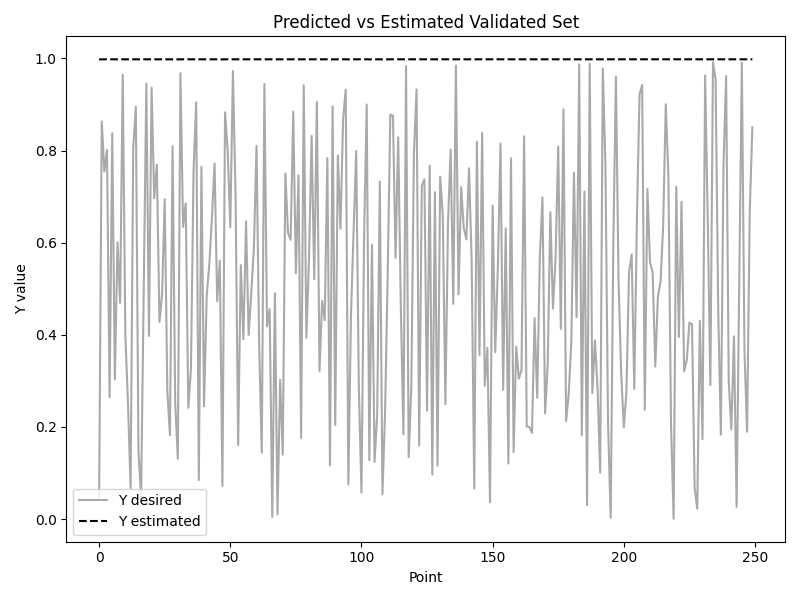 Predicted vs Estimated Validated Set
1.0
0.8
0.6
0.4
0.2
0.0
Y value
Y desired
Y estimated
0 50 100 150 200 250
Point